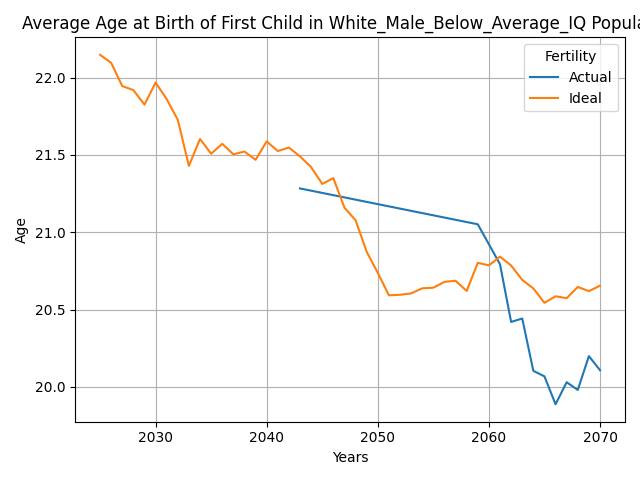 Average Age at Birth of First Child in White_Male_Below_Average_IQ Popula
Fertility
Actual
Ideal
22.0
21.5
21.0
20.5
20.0
Age
2030 2040 2050 2060 2070
Years